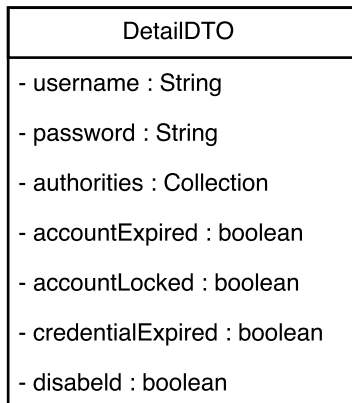 DetailDTO
- username : String
- password : String
- authorities : Collection
- accountExpired : boolean
- accountLocked : boolean
- credentialExpired : boolean
- disabeld : boolean